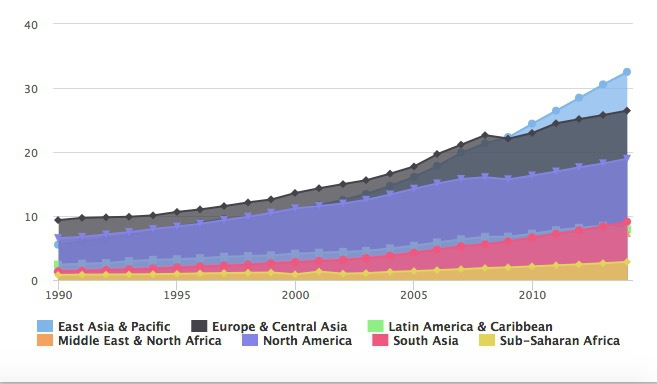 40
30
20
10
0
1990 1995 2000 2005 2010
East Asia & Pacific Europe & Central Asia Latin America & Caribbean
Middle East & North Africa North America South Asia Sub-Saharan Africa